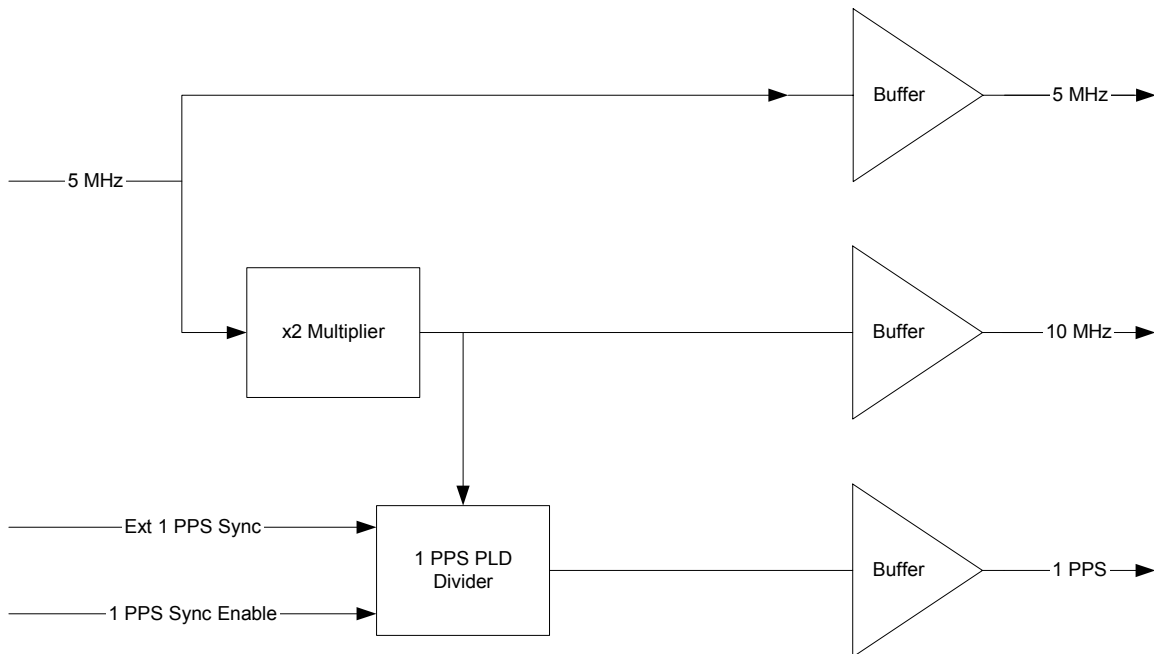 Buffer
5 MHz
5 MHz
x2 Multiplier
Buffer
10 MHz
Ext 1 PPS Sync
1 PPS PLD
Divider
1 PPS Sync Enable
Buffer
1 PPS